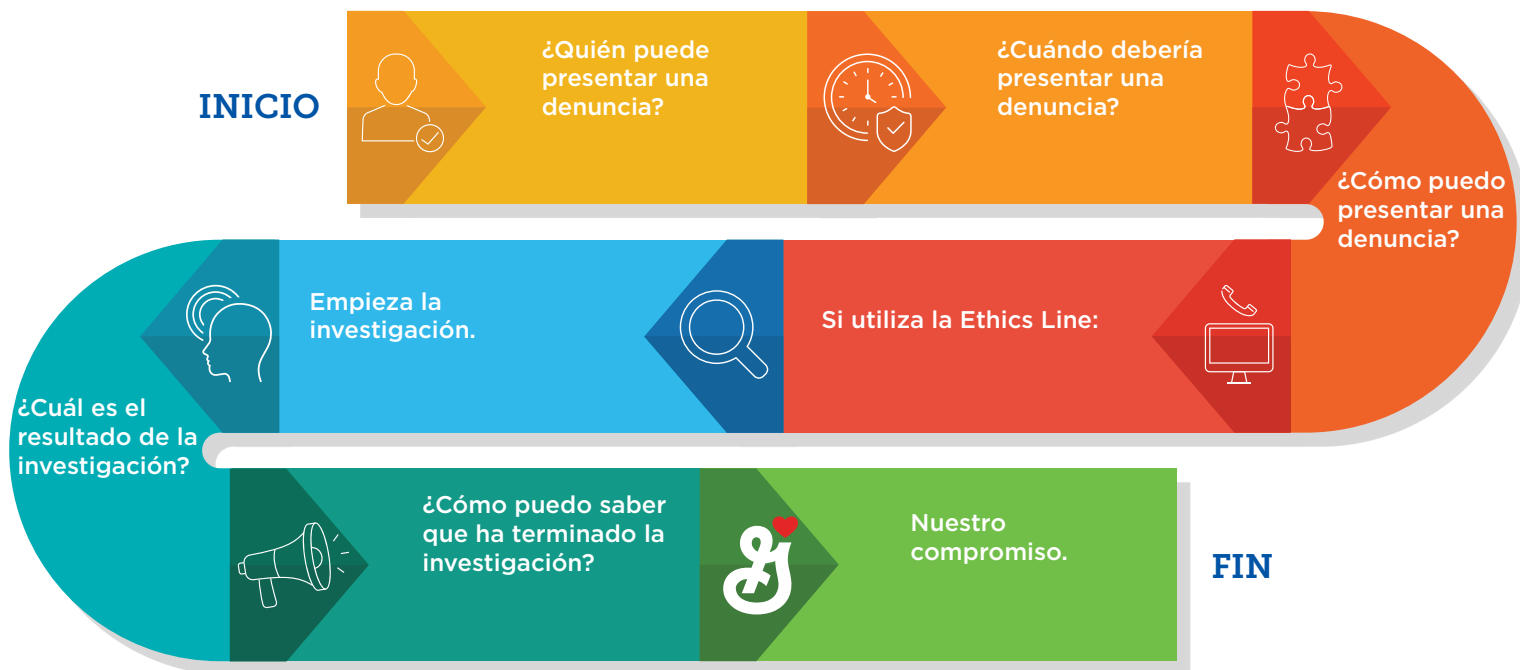 INICIO
¿Quién puede
presentar una
denuncia?
¿Cuándo debería
presentar una
denuncia?
¿Cómo puedo
presentar una
denuncia?
Si utiliza la Ethics Line:
Empieza la
investigación.
¿Cuál es el
resultado de la
investigación?
¿Cómo puedo saber
que ha terminado la
investigación?
Nuestro
compromiso.
FIN